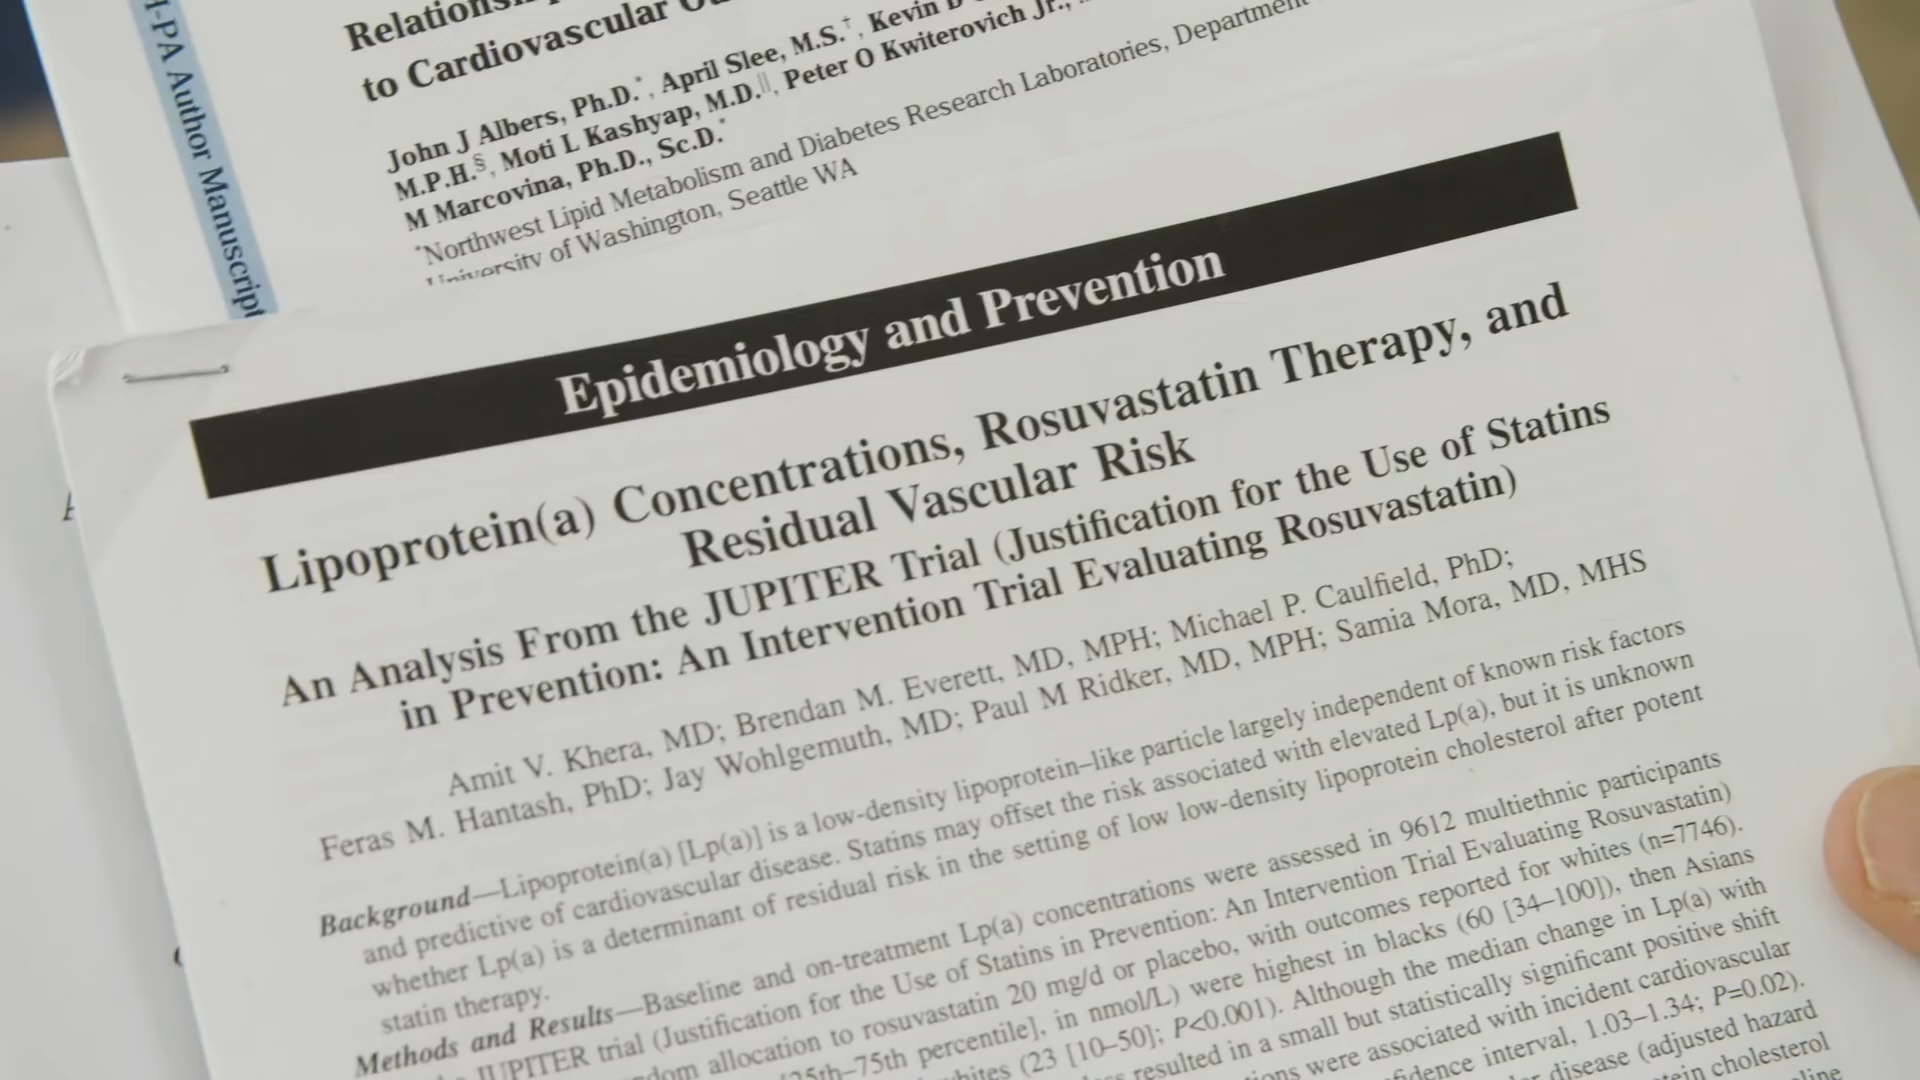 Relationsh
to Cardiovascular Ou
John J Albers, Ph.D.*, April Slee, M.S.†, Kevin D
M.P.H.§, Moti L Kashyap, M.D.||, Peter O Kwiterovich Jr.,
M Marcovina, Ph.D., Sc.D.*
*Northwest Lipid Metabolism and Diabetes Research Laboratories, Department
University of Washington, Seattle WA
H-PA Author Manuscript
Epidemiology and Prevention
Lipoprotein(a) Concentrations, Rosuvastatin Therapy, and
Residual Vascular Risk
An Analysis From the JUPITER Trial (Justification for the Use of Statins
in Prevention: An Intervention Trial Evaluating Rosuvastatin)
Amit V. Khera, MD; Brendan M. Everett, MD, MPH; Michael P. Caulfield, PhD;
Feras M. Hantash, PhD; Jay Wohlgemuth, MD; Paul M Ridker, MD, MPH; Samia Mora, MD, MHS
Background—Lipoprotein(a) [Lp(a)] is a low-density lipoprotein–like particle largely independent of known risk factors
and predictive of cardiovascular disease. Statins may offset the risk associated with elevated Lp(a), but it is unknown
whether Lp(a) is a determinant of residual risk in the setting of low low-density lipoprotein cholesterol after potent
statin therapy.
Methods and Results—Baseline and on-treatment Lp(a) concentrations were assessed in 9612 multiethnic participants
JUPITER trial (Justification for the Use of Statins in Prevention: An Intervention Trial Evaluating Rosuvastatin)
dom allocation to rosuvastatin 20 mg/d or placebo, with outcomes reported for whites (n=7746).
25th–75th percentile], in nmol/L) were highest in blacks (60 [34–100]), then Asians
whites (23 [10–50]; P<0.001). Although the median change in Lp(a) with
resulted in a small but statistically significant positive shift
ions were associated with incident cardiovascular
fidence interval, 1.03–1.34; P=0.02).
disease (adjusted hazard
cholesterol